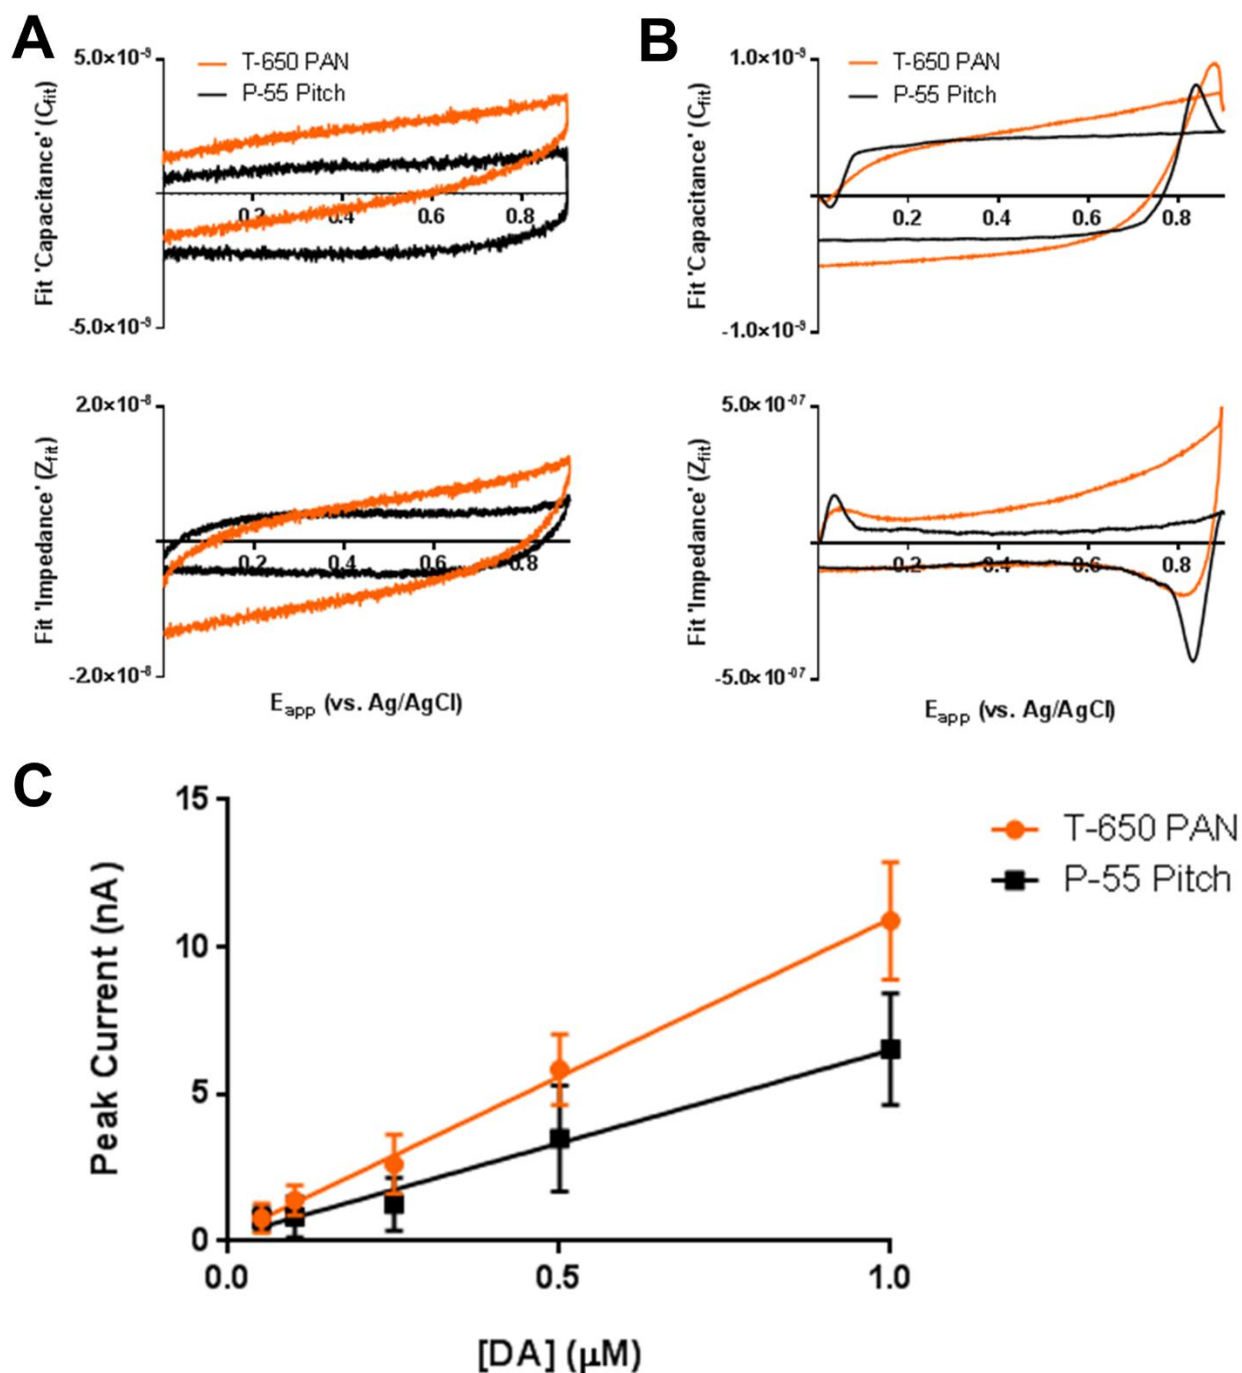 A
T-650 PAN
P-55 Pitch
5.0×10⁻⁹
-5.0×10⁻⁹
Fit 'Capacitance' (Cfit)
0.2 0.4 0.6 0.8
2.0×10⁻⁸
-2.0×10⁻⁸
Fit 'Impedance' (Zfit)
0.2 0.4 0.6 0.8
Eapp (vs. Ag/AgCl)
B
T-650 PAN
P-55 Pitch
1.0×10⁻⁹
-1.0×10⁻⁹
Fit 'Capacitance' (Cfit)
0.2 0.4 0.6 0.8
5.0×10⁻⁰⁷
-5.0×10⁻⁰⁷
Fit 'Impedance' (Zfit)
0.2 0.4 0.6 0.8
Eapp (vs. Ag/AgCl)
C
15
10
5
0
Peak Current (nA)
0.0 0.5 1.0
[DA] (μM)
T-650 PAN
P-55 Pitch